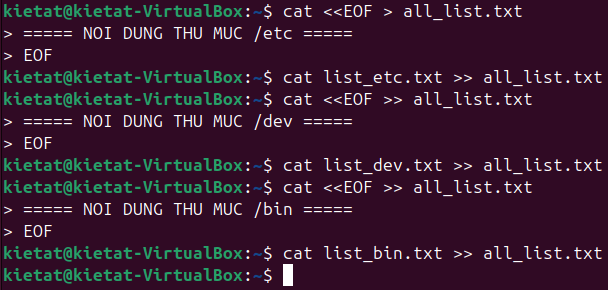 kietat@kietat-VirtualBox:~$ cat <<EOF > all_list.txt
> ===== NOI DUNG THU MUC /etc =====
> EOF
kietat@kietat-VirtualBox:~$ cat list_etc.txt >> all_list.txt
kietat@kietat-VirtualBox:~$ cat <<EOF >> all_list.txt
> ===== NOI DUNG THU MUC /dev =====
> EOF
kietat@kietat-VirtualBox:~$ cat list_dev.txt >> all_list.txt
kietat@kietat-VirtualBox:~$ cat <<EOF >> all_list.txt
> ===== NOI DUNG THU MUC /bin =====
> EOF
kietat@kietat-VirtualBox:~$ cat list_bin.txt >> all_list.txt
kietat@kietat-VirtualBox:~$